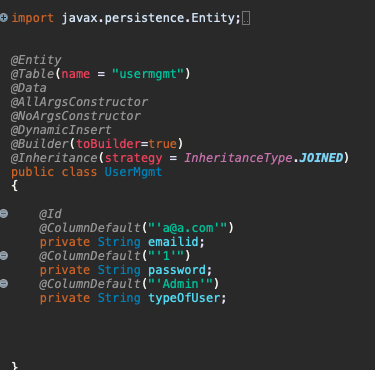 import javax.persistence.Entity;
@Entity
@Table(name = "usermgmt")
@Data
@AllArgsConstructor
@NoArgsConstructor
@DynamicInsert
@Builder(toBuilder=true)
@Inheritance(strategy = InheritanceType.JOINED)
public class UserMgmt
{
@Id
@ColumnDefault("'a@a.com'")
private String emailid;
@ColumnDefault("'1'")
private String password;
@ColumnDefault("'Admin'")
private String typeOfUser;
}